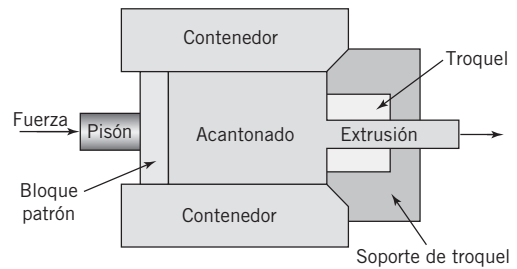 Contenedor
Troquel
Fuerza
Pisón
Acantonado
Extrusión
Bloque
patrón
Contenedor
Soporte de troquel